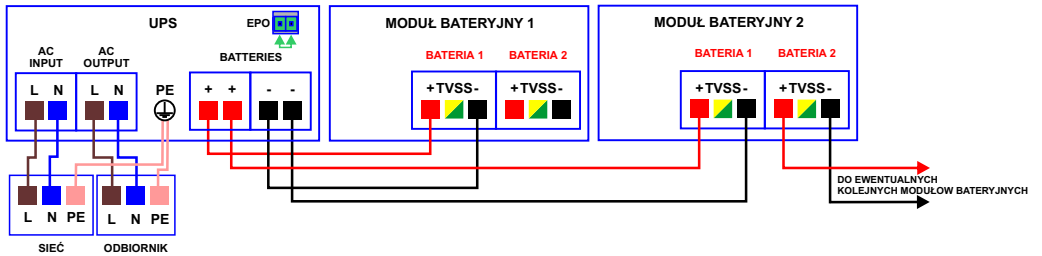 UPS
EPO
MODUŁ BATERYJNY 1
MODUŁ BATERYJNY 2
AC
INPUT
AC
OUTPUT
BATTERIES
BATERIA 1
BATERIA 2
BATERIA 1
BATERIA 2
L N
L N
PE
+ +
- -
+TVSS-
+TVSS-
+TVSS-
+TVSS-
L N PE
L N PE
SIEĆ
ODBIORNIK
DO EWENTUALNYCH
KOLEJNYCH MODUŁOW BATERYJNYCH